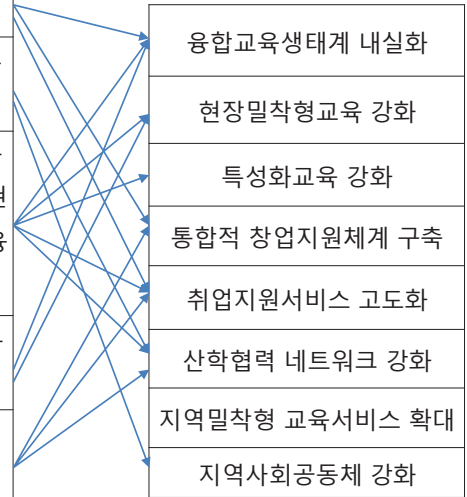 융합교육생태계 내실화
현장밀착형교육 강화
특성화교육 강화
통합적 창업지원체계 구축
취업지원서비스 고도화
산학협력 네트워크 강화
지역밀착형 교육서비스 확대
지역사회공동체 강화